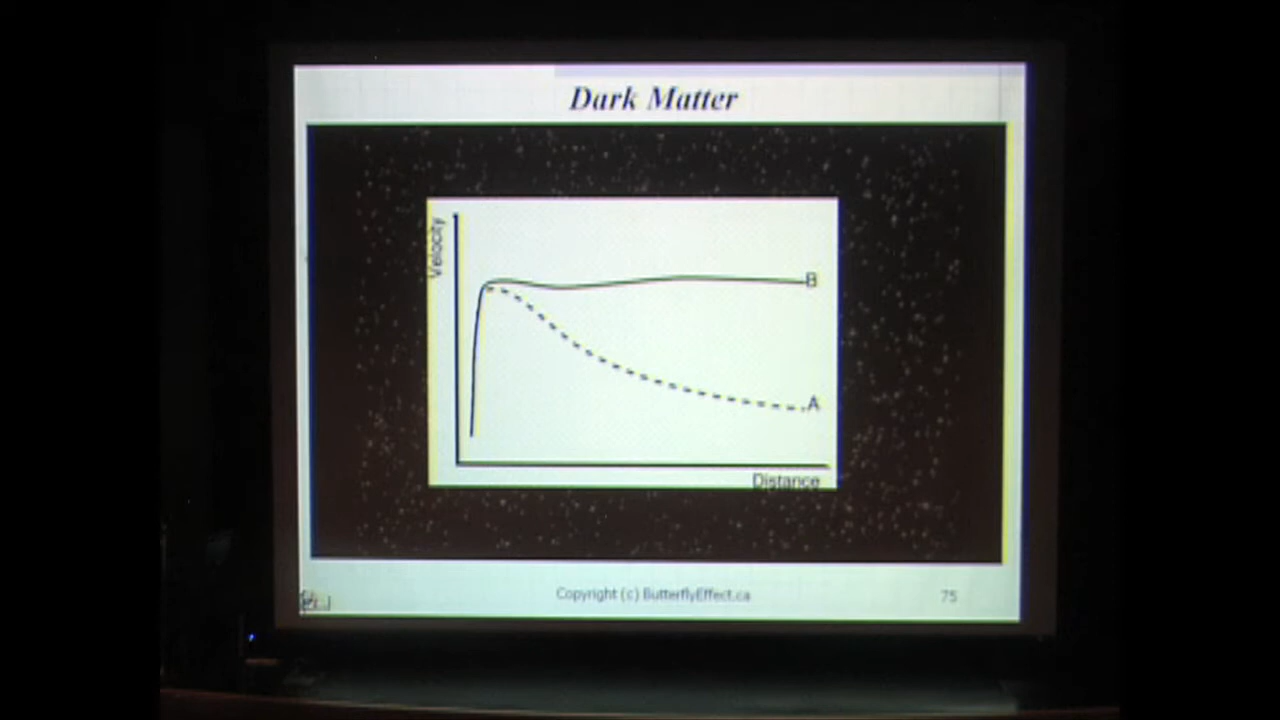 Dark Matter
Velocity
B
A
Distance
Copyright (c) ButterflyEffect.ca
75